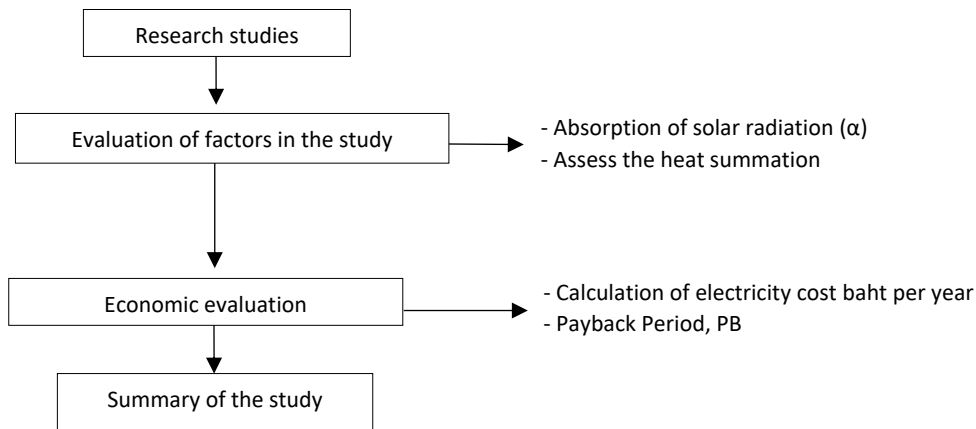 Research studies
Evaluation of factors in the study
- Absorption of solar radiation (α)
- Assess the heat summation
Economic evaluation
- Calculation of electricity cost baht per year
- Payback Period, PB
Summary of the study